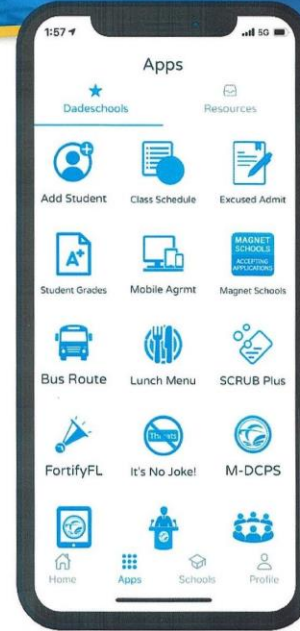 1:57
5G
Apps
Dadeschools
Resources
Add Student
Class Schedule
Excused Admit
A+
MAGNET
SCHOOLS
ACCEPTING
APPLICATIONS
Student Grades
Mobile Agrmt
Magnet Schools
Bus Route
Lunch Menu
SCRUB Plus
Threats
FortifyFL
It's No Joke!
M-DCPS
Home
Apps
Schools
Profile